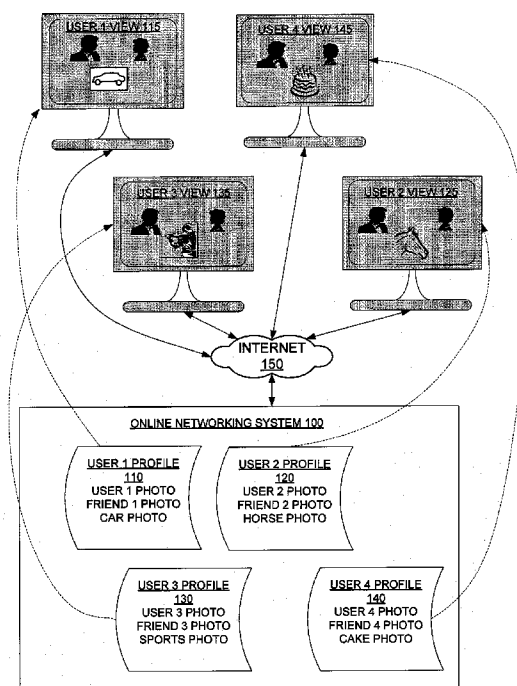 USER 1 VIEW 115
USER 4 VIEW 145
USER 3 VIEW 135
USER 2 VIEW 125
INTERNET
150
ONLINE NETWORKING SYSTEM 100
USER 1 PROFILE
110
USER 1 PHOTO
FRIEND 1 PHOTO
CAR PHOTO
USER 2 PROFILE
120
USER 2 PHOTO
FRIEND 2 PHOTO
HORSE PHOTO
USER 3 PROFILE
130
USER 3 PHOTO
FRIEND 3 PHOTO
SPORTS PHOTO
USER 4 PROFILE
140
USER 4 PHOTO
FRIEND 4 PHOTO
CAKE PHOTO